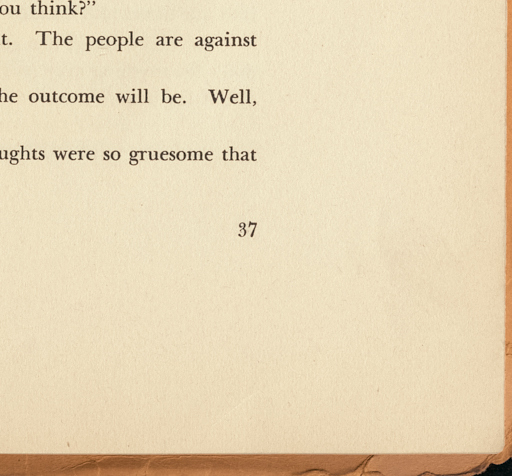 ou think?”
t. The people are against
he outcome will be. Well,
ughts were so gruesome that
37